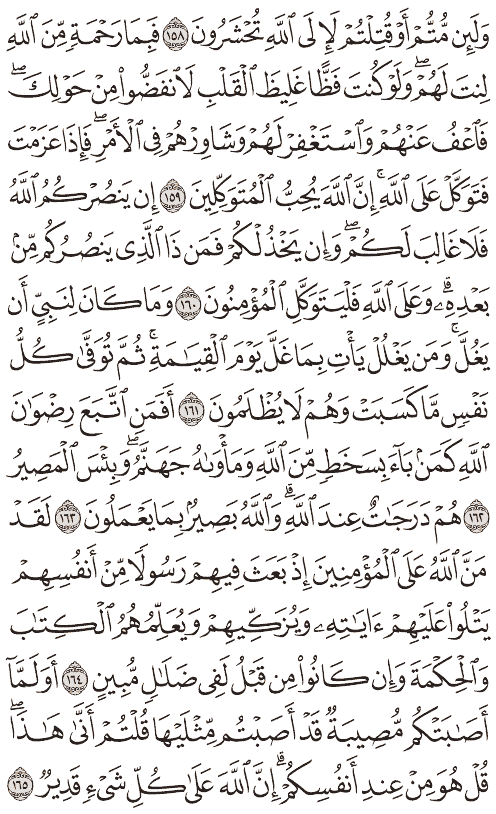 وَلَئِن مُّتُّمْ أَوْ قُتِلْتُمْ لَإِلَى ٱللَّهِ تُحْشَرُونَ ١٥٨ فَبِمَا رَحْمَةٍ مِّنَ ٱللَّهِ
لِنتَ لَهُمْ ۖ وَلَوْ كُنتَ فَظًّا غَلِيظَ ٱلْقَلْبِ لَٱنفَضُّوا۟ مِنْ حَوْلِكَ ۖ
فَٱعْفُ عَنْهُمْ وَٱسْتَغْفِرْ لَهُمْ وَشَاوِرْهُمْ فِى ٱلْأَمْرِ ۖ فَإِذَا عَزَمْتَ
فَتَوَكَّلْ عَلَى ٱللَّهِ ۚ إِنَّ ٱللَّهَ يُحِبُّ ٱلْمُتَوَكِّلِينَ ١٥٩ إِن يَنصُرْكُمُ ٱللَّهُ
فَلَا غَالِبَ لَكُمْ ۖ وَإِن يَخْذُلْكُمْ فَمَن ذَا ٱلَّذِى يَنصُرُكُم مِّنۢ
بَعْدِهِۦ ۗ وَعَلَى ٱللَّهِ فَلْيَتَوَكَّلِ ٱلْمُؤْمِنُونَ ١٦٠ وَمَا كَانَ لِنَبِىٍّ أَن
يَغُلَّ ۚ وَمَن يَغْلُلْ يَأْتِ بِمَا غَلَّ يَوْمَ ٱلْقِيَـٰمَةِ ۚ ثُمَّ تُوَفَّىٰ كُلُّ
نَفْسٍ مَّا كَسَبَتْ وَهُمْ لَا يُظْلَمُونَ ١٦١ أَفَمَنِ ٱتَّبَعَ رِضْوَٰنَ
ٱللَّهِ كَمَنۢ بَآءَ بِسَخَطٍ مِّنَ ٱللَّهِ وَمَأْوَىٰهُ جَهَنَّمُ ۚ وَبِئْسَ ٱلْمَصِيرُ
١٦٢ هُمْ دَرَجَـٰتٌ عِندَ ٱللَّهِ ۗ وَٱللَّهُ بَصِيرٌۢ بِمَا يَعْمَلُونَ ١٦٣ لَقَدْ
مَنَّ ٱللَّهُ عَلَى ٱلْمُؤْمِنِينَ إِذْ بَعَثَ فِيهِمْ رَسُولًا مِّنْ أَنفُسِهِمْ
يَتْلُوا۟ عَلَيْهِمْ ءَايَـٰتِهِۦ وَيُزَكِّيهِمْ وَيُعَلِّمُهُمُ ٱلْكِتَـٰبَ
وَٱلْحِكْمَةَ وَإِن كَانُوا۟ مِن قَبْلُ لَفِى ضَلَـٰلٍ مُّبِينٍ ١٦٤ أَوَلَمَّآ
أَصَـٰبَتْكُم مُّصِيبَةٌ قَدْ أَصَبْتُم مِّثْلَيْهَا قُلْتُمْ أَنَّىٰ هَـٰذَا ۖ
قُلْ هُوَ مِنْ عِندِ أَنفُسِكُمْ ۗ إِنَّ ٱللَّهَ عَلَىٰ كُلِّ شَىْءٍ قَدِيرٌ ١٦٥